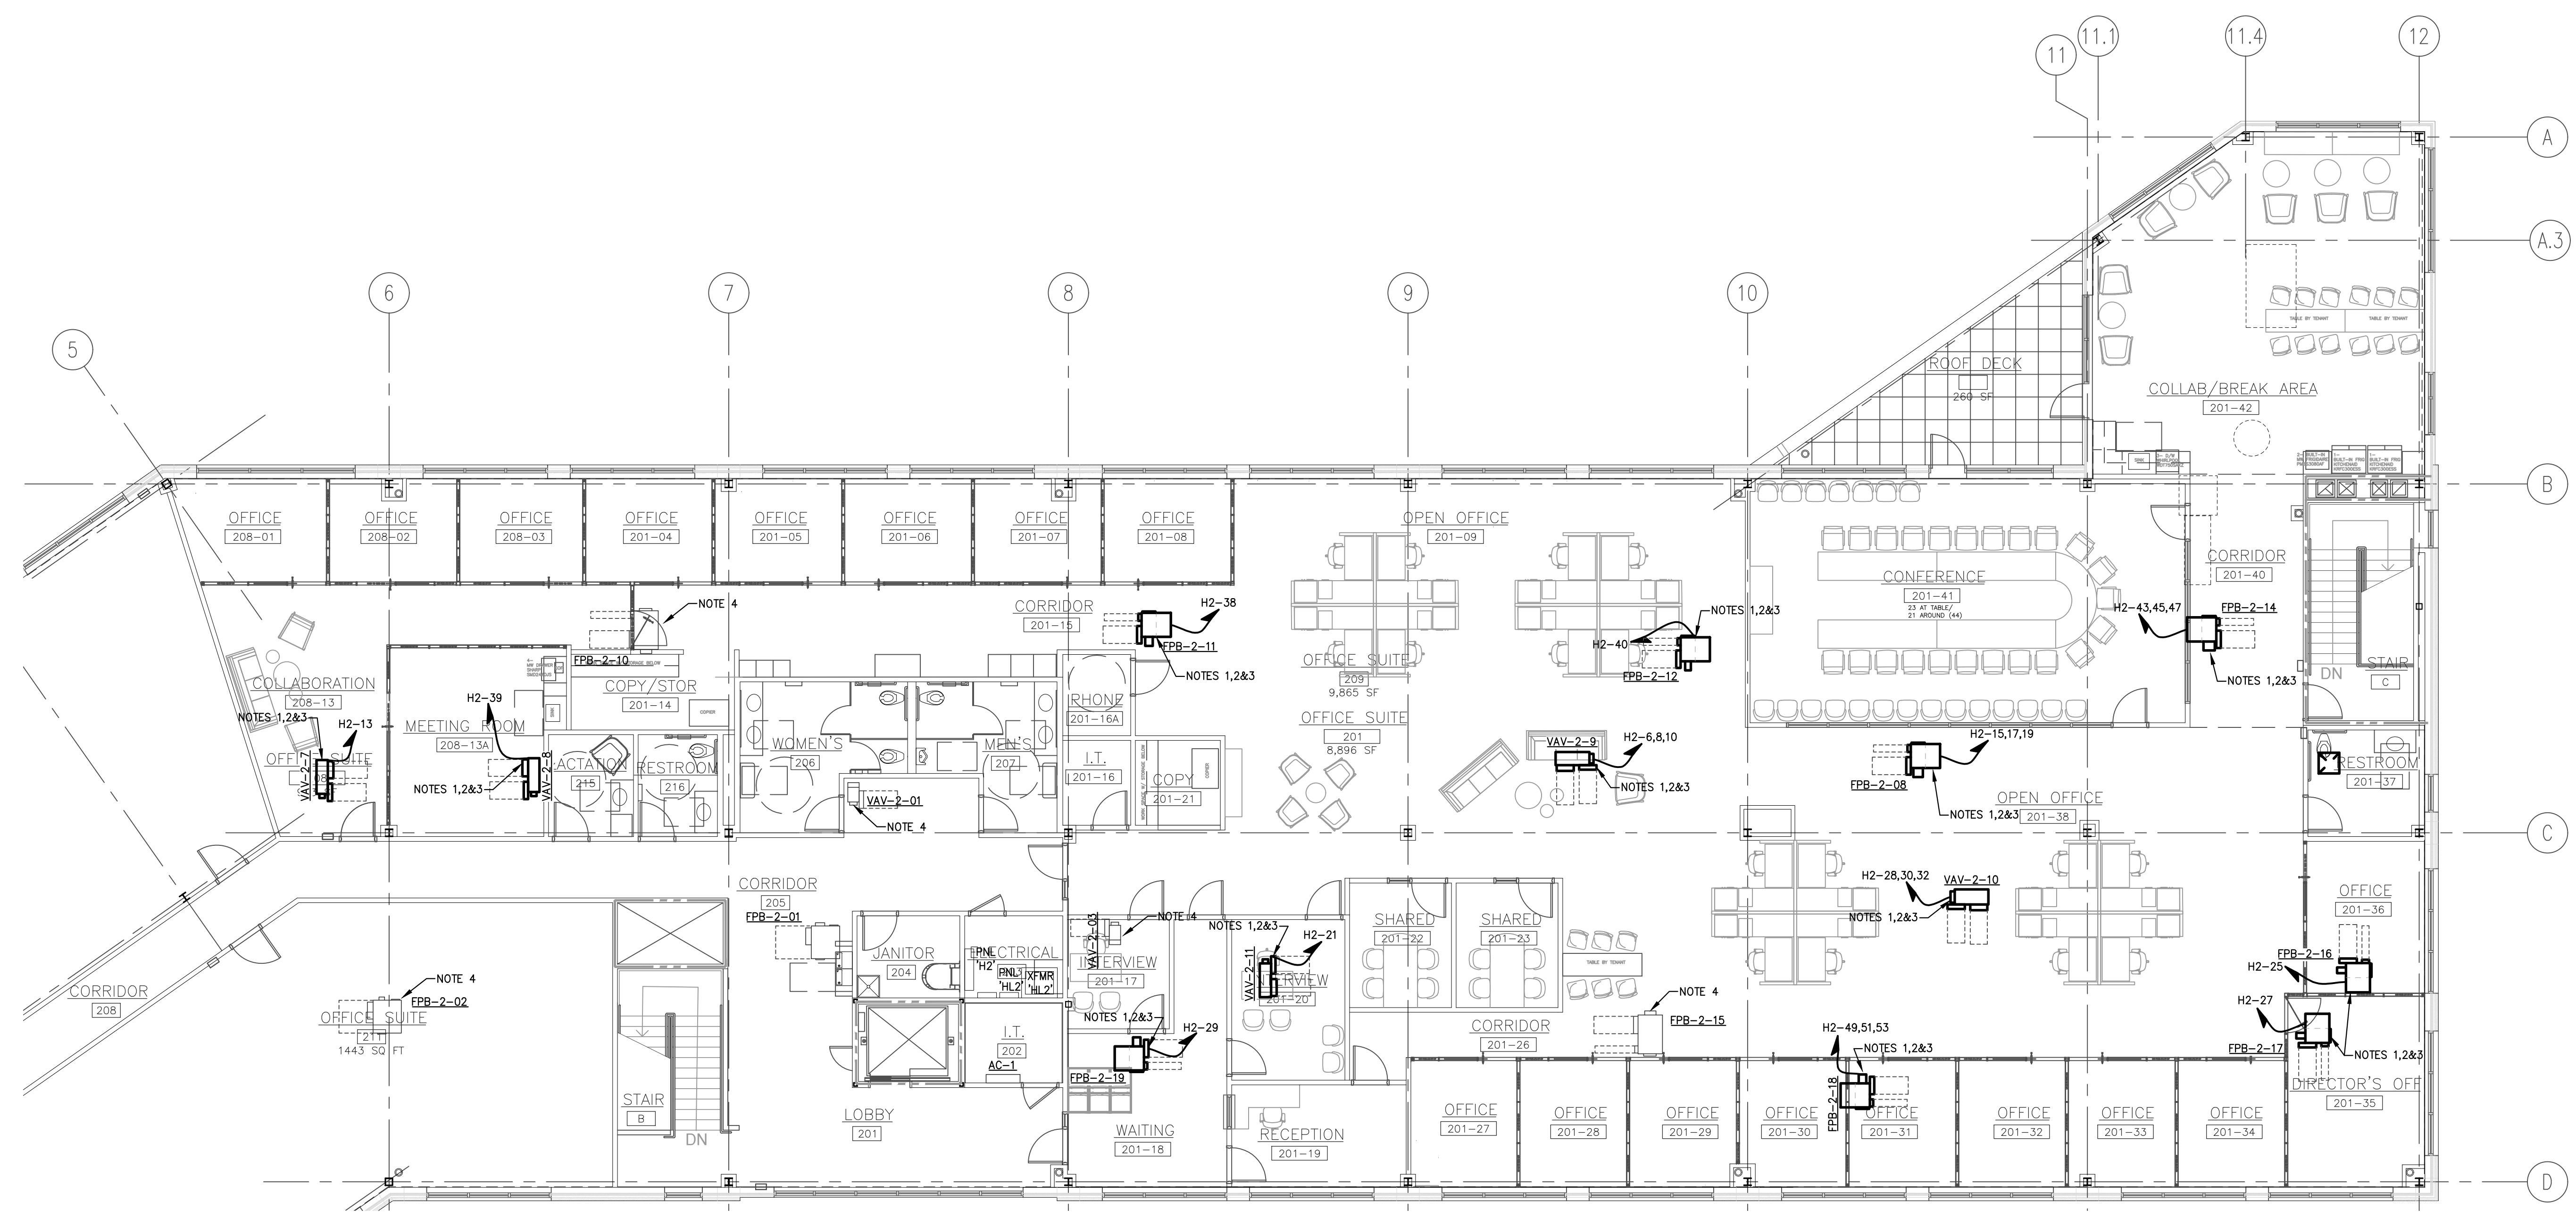 11
11.1
11.4
12
A
A.3
5
6
7
8
9
10
ROOF DECK
260 SF
TABLE BY TENANT
TABLE BY TENANT
COLLAB/BREAK AREA
201-42
SINK
B
OFFICE
208-01
OFFICE
208-02
OFFICE
208-03
OFFICE
201-04
OFFICE
201-05
OFFICE
201-06
OFFICE
201-07
OFFICE
201-08
OPEN OFFICE
201-09
CONFERENCE
201-41
23 AT TABLE/
21 AROUND (44)
CORRIDOR
201-40
H2-43,45,47
FPB-2-14
NOTES 1,2&3
STAIR
C
DN
NOTE 4
FPB-2-10
CORRIDOR
201-15
H2-38
FPB-2-11
NOTES 1,2&3
NOTES 1,2&3
H2-40
FPB-2-12
OFFICE SUITE
209
9,865 SF
OFFICE SUITE
201
8,896 SF
COLLABORATION
208-13
NOTES 1,2&3
H2-13
VAV-2-7
H2-39
MEETING ROOM
208-13A
NOTES 1,2&3
VAV-2-8
SINK
COPY/STOR
201-14
COPIER
215
RESTROOM
216
WOMEN'S
206
MEN'S
207
VAV-2-01
NOTE 4
PHONE
201-16A
I.T.
201-16
COPY
201-21
COPIER
VAV-2-9
H2-6,8,10
NOTES 1,2&3
H2-15,17,19
FPB-2-08
NOTES 1,2&3
OPEN OFFICE
201-38
RESTROOM
201-37
C
CORRIDOR
205
FPB-2-01
JANITOR
204
ELECTRICAL
PNL
'H2'
PNL
'HL2'
XFMR
'HL2'
VAV-2-03
NOTE 4
INTERVIEW
201-17
NOTES 1,2&3
H2-21
VAV-2-11
INTERVIEW
201-20
SHARED
201-22
SHARED
201-23
TABLE BY TENANT
H2-28,30,32
VAV-2-10
NOTES 1,2&3
OFFICE
201-36
FPB-2-16
H2-25
H2-27
FPB-2-17
NOTES 1,2&3
DIRECTOR'S OFF
201-35
CORRIDOR
208
NOTE 4
FPB-2-02
OFFICE SUITE
211
1443 SQ FT
STAIR
B
DN
I.T.
202
AC-1
LOBBY
201
NOTES 1,2&3
H2-29
FPB-2-19
WAITING
201-18
RECEPTION
201-19
CORRIDOR
201-26
NOTE 4
FPB-2-15
H2-49,51,53
NOTES 1,2&3
FPB-2-18
OFFICE
201-27
OFFICE
201-28
OFFICE
201-29
OFFICE
201-30
OFFICE
201-31
OFFICE
201-32
OFFICE
201-33
OFFICE
201-34
D